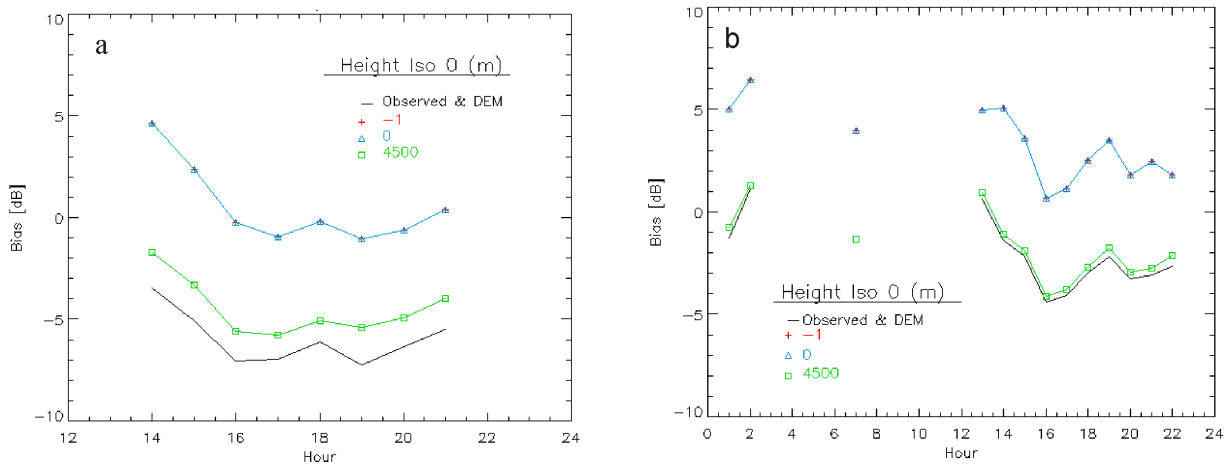 a
10
5
0
−5
−10
Bias [dB]
Height Iso 0 (m)
Observed & DEM
−1
0
4500
12 14 16 18 20 22 24
Hour
b
10
5
0
−5
−10
Bias [dB]
Height Iso 0 (m)
Observed & DEM
−1
0
4500
0 2 4 6 8 10 12 14 16 18 20 22 24
Hour